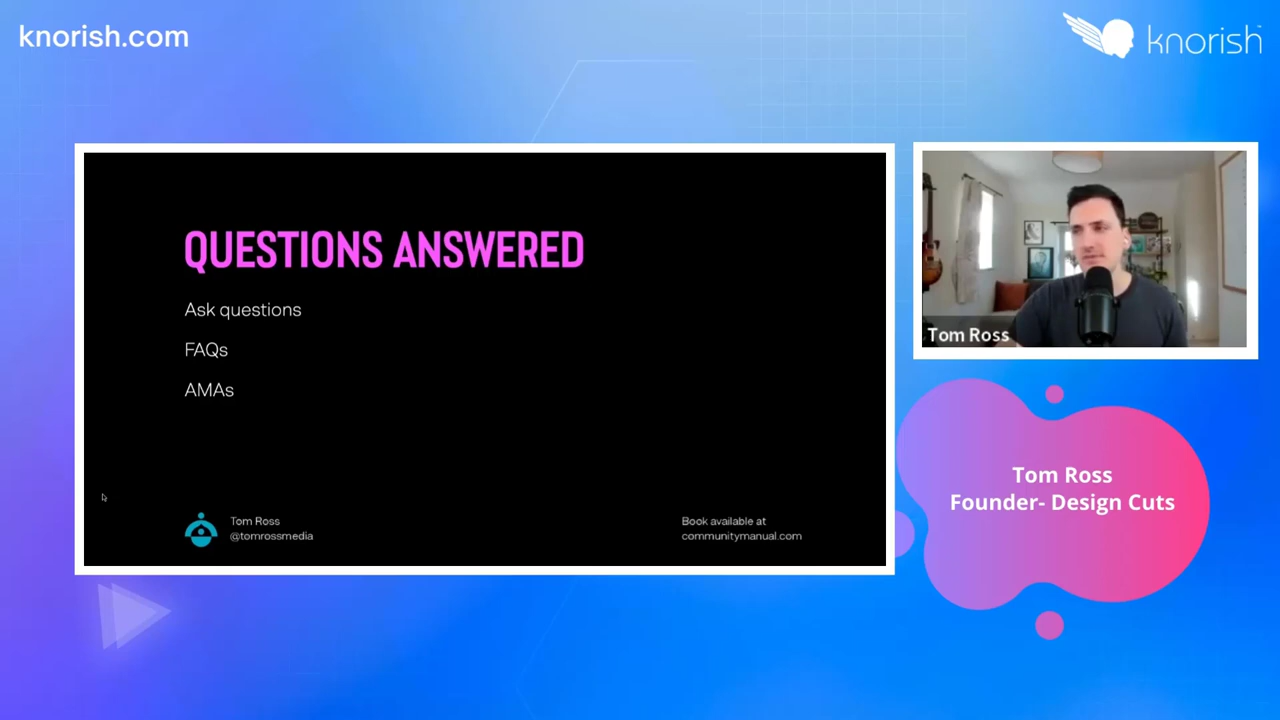 knorish.com
knorish
QUESTIONS ANSWERED
Ask questions
FAQs
AMAs
Tom Ross
@tomrossmedia
Book available at
communitymanual.com
Tom Ross
Tom Ross
Founder- Design Cuts